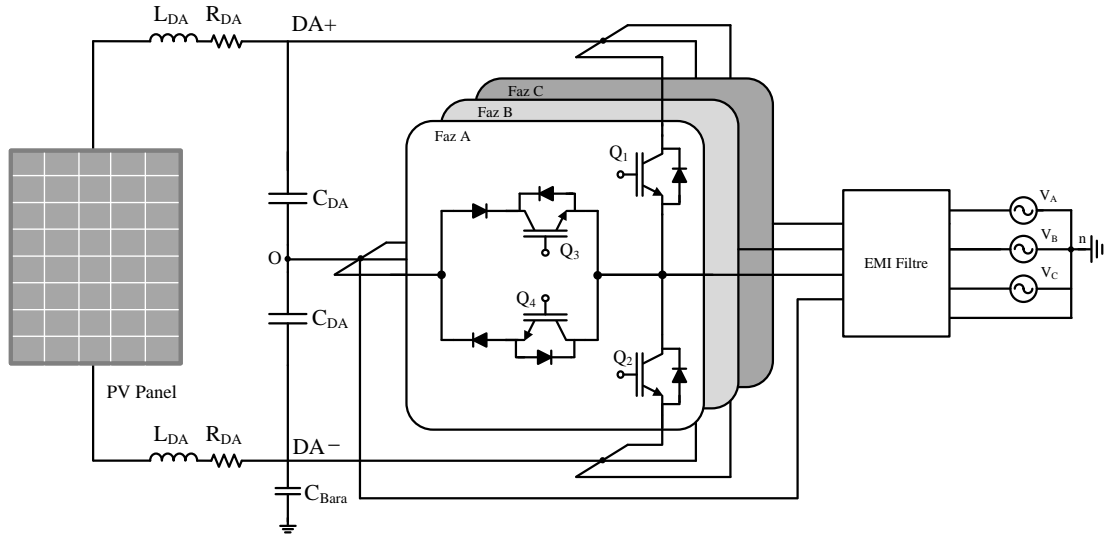 L_DA R_DA DA+
Faz C
Faz B
Faz A
Q1
C_DA
Q3
O
Q4
C_DA
Q2
PV Panel
L_DA R_DA DA−
C_Bara
EMI Filtre
V_A
V_B
n
V_C